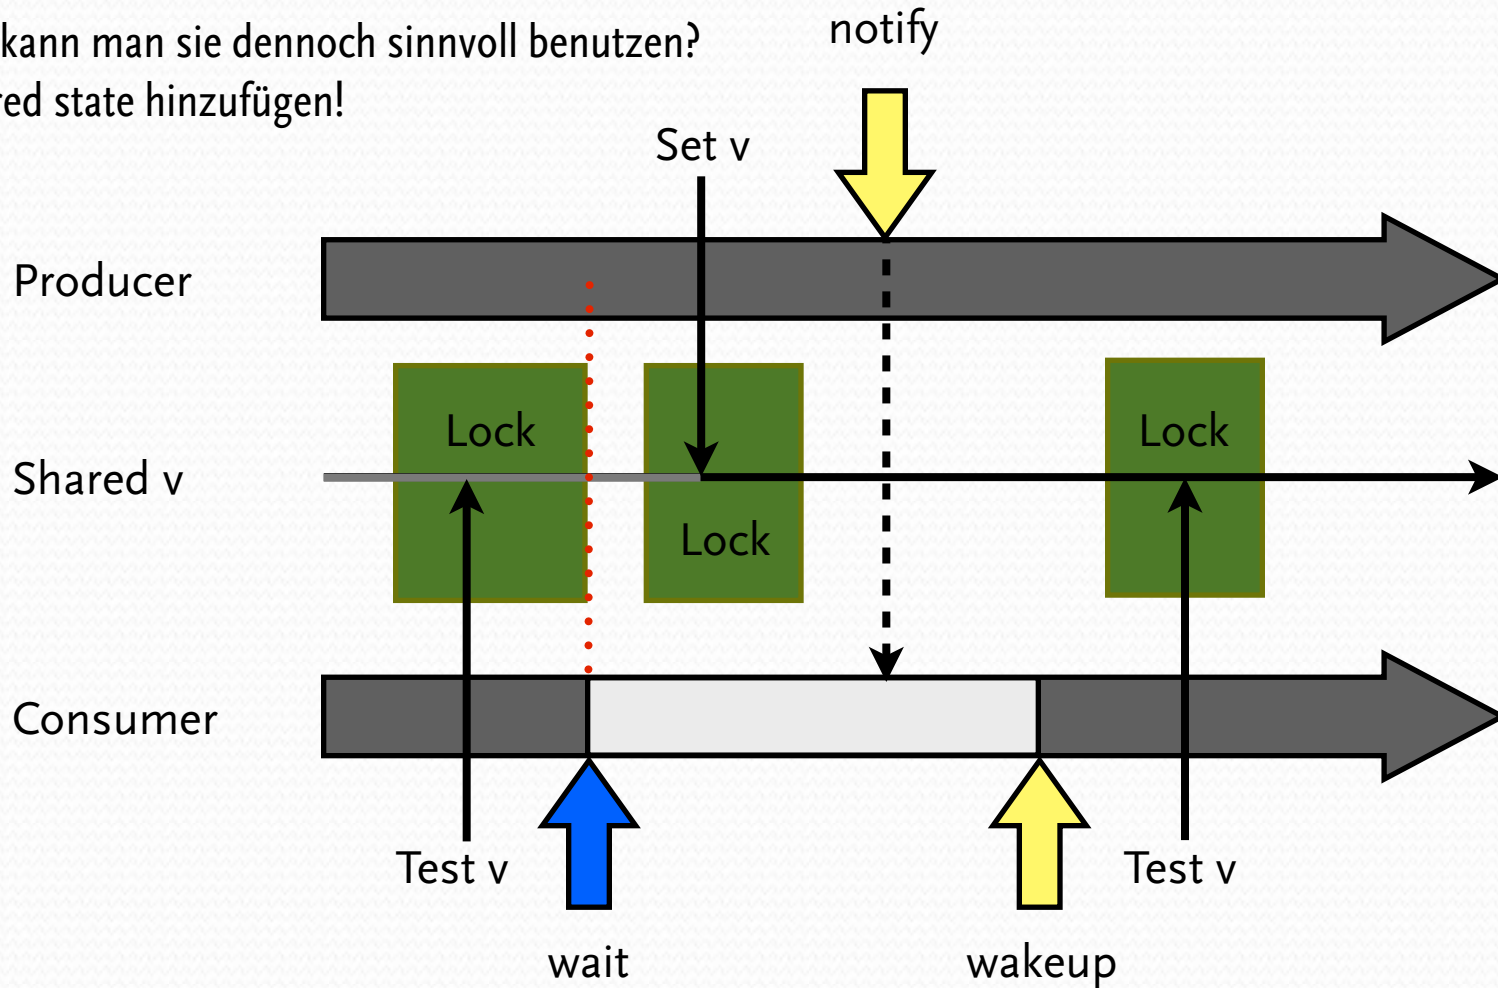 kann man sie dennoch sinnvoll benutzen?
red state hinzufügen!
notify
Set v
Producer
Lock
Lock
Shared v
Lock
Consumer
Test v
Test v
wait
wakeup